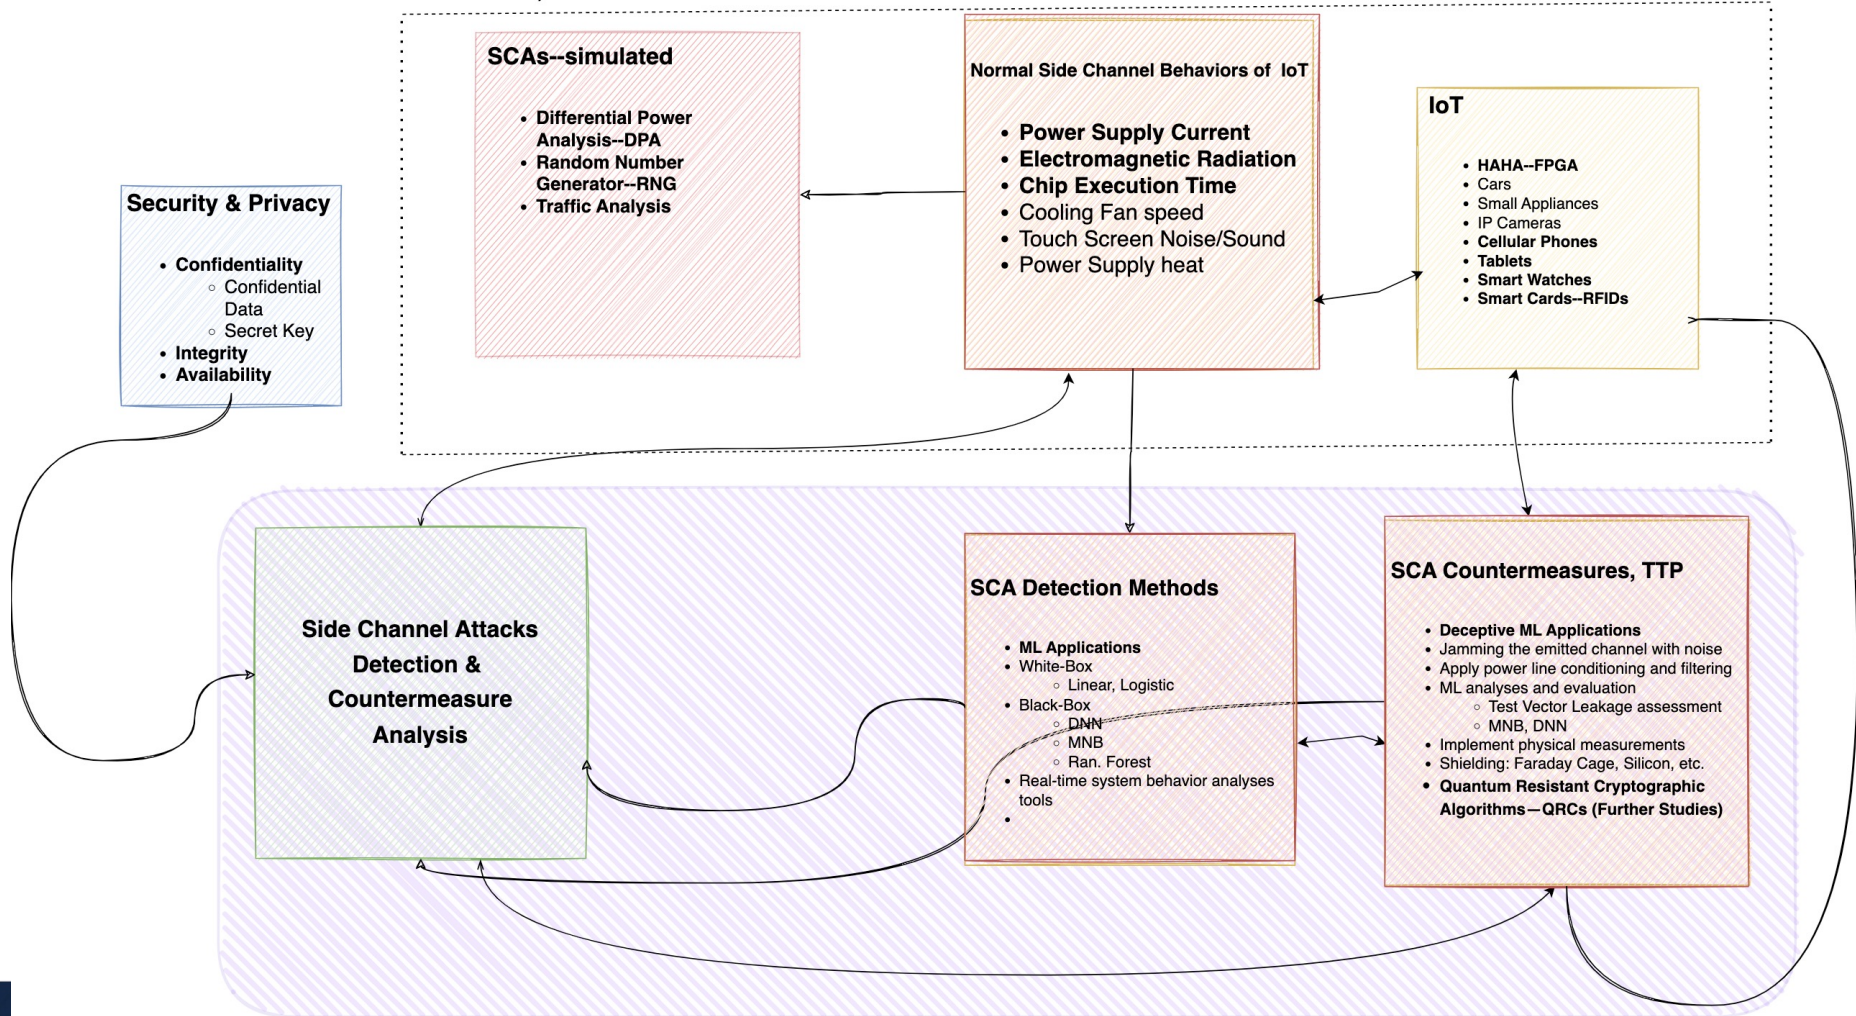 SCAs--simulated
Differential Power
Analysis--DPA
Random Number
Generator--RNG
Traffic Analysis
Normal Side Channel Behaviors of IoT
Power Supply Current
Electromagnetic Radiation
Chip Execution Time
Cooling Fan speed
Touch Screen Noise/Sound
Power Supply heat
IoT
HAHA--FPGA
Cars
Small Appliances
IP Cameras
Cellular Phones
Tablets
Smart Watches
Smart Cards--RFIDs
Security & Privacy
Confidentiality
Confidential
Data
Secret Key
Integrity
Availability
Side Channel Attacks
Detection &
Countermeasure
Analysis
SCA Detection Methods
ML Applications
White-Box
Linear, Logistic
Black-Box
DNN
MNB
Ran. Forest
Real-time system behavior analyses
tools
SCA Countermeasures, TTP
Deceptive ML Applications
Jamming the emitted channel with noise
Apply power line conditioning and filtering
ML analyses and evaluation
Test Vector Leakage assessment
MNB, DNN
Implement physical measurements
Shielding: Faraday Cage, Silicon, etc.
Quantum Resistant Cryptographic
Algorithms—QRCs (Further Studies)